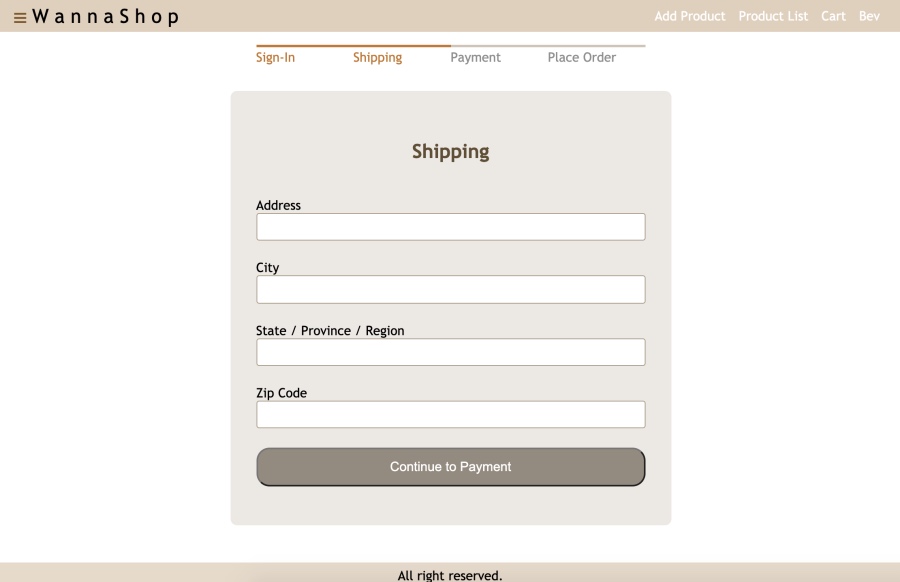 ≡ WannaShop Add Product Product List Cart Bev
Sign-In Shipping Payment Place Order
Shipping
Address
City
State / Province / Region
Zip Code
Continue to Payment
All right reserved.